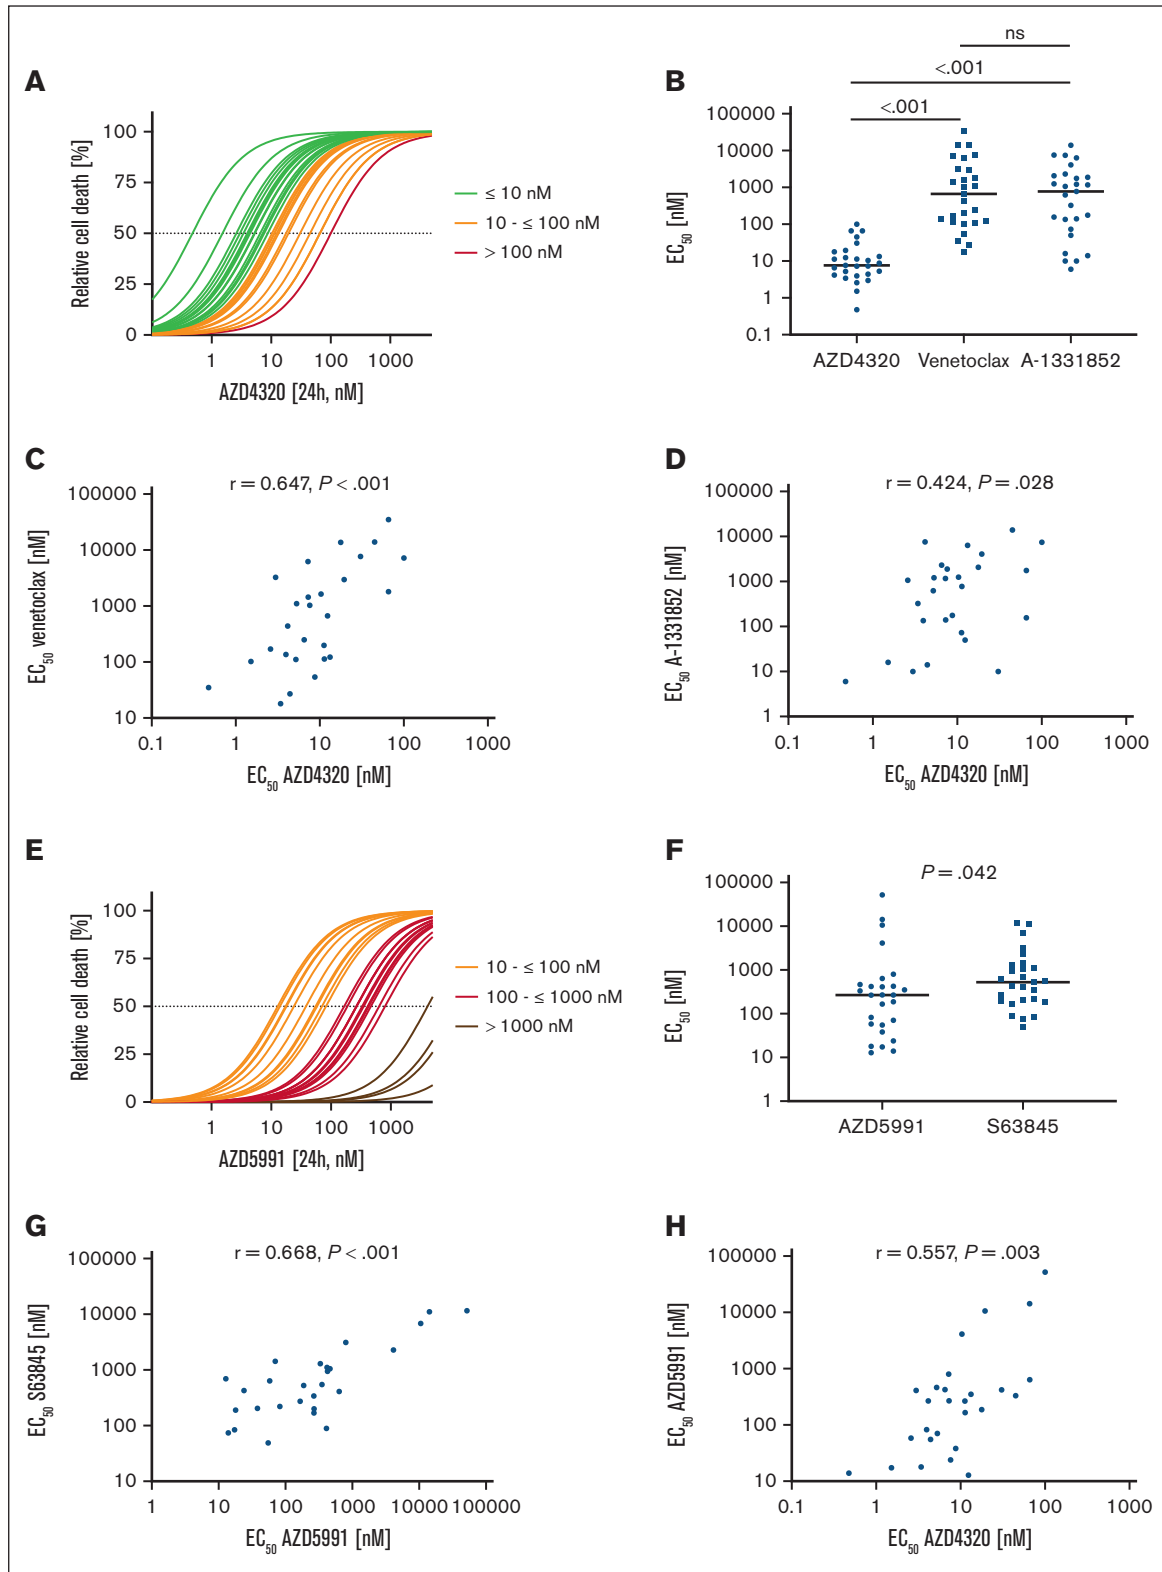 A
Relative cell death [%]
100
75
50
25
0
1
10
100
1000
AZD4320 [24h, nM]
≤ 10 nM
10 - ≤ 100 nM
> 100 nM
B
ns
<.001
<.001
EC50 [nM]
100000
10000
1000
100
10
1
0.1
AZD4320
Venetoclax
A-1331852
C
r = 0.647, P < .001
EC50 venetoclax [nM]
100000
10000
1000
100
10
0.1
1
10
100
1000
EC50 AZD4320 [nM]
D
r = 0.424, P = .028
EC50 A-1331852 [nM]
100000
10000
1000
100
10
1
0.1
1
10
100
1000
EC50 AZD4320 [nM]
E
Relative cell death [%]
100
75
50
25
0
1
10
100
1000
AZD5991 [24h, nM]
10 - ≤ 100 nM
100 - ≤ 1000 nM
> 1000 nM
F
P = .042
EC50 [nM]
100000
10000
1000
100
10
1
AZD5991
S63845
G
r = 0.668, P < .001
EC50 S63845 [nM]
100000
10000
1000
100
10
1
10
100
1000
10000
100000
EC50 AZD5991 [nM]
H
r = 0.557, P = .003
EC50 AZD5991 [nM]
100000
10000
1000
100
10
0.1
1
10
100
1000
EC50 AZD4320 [nM]